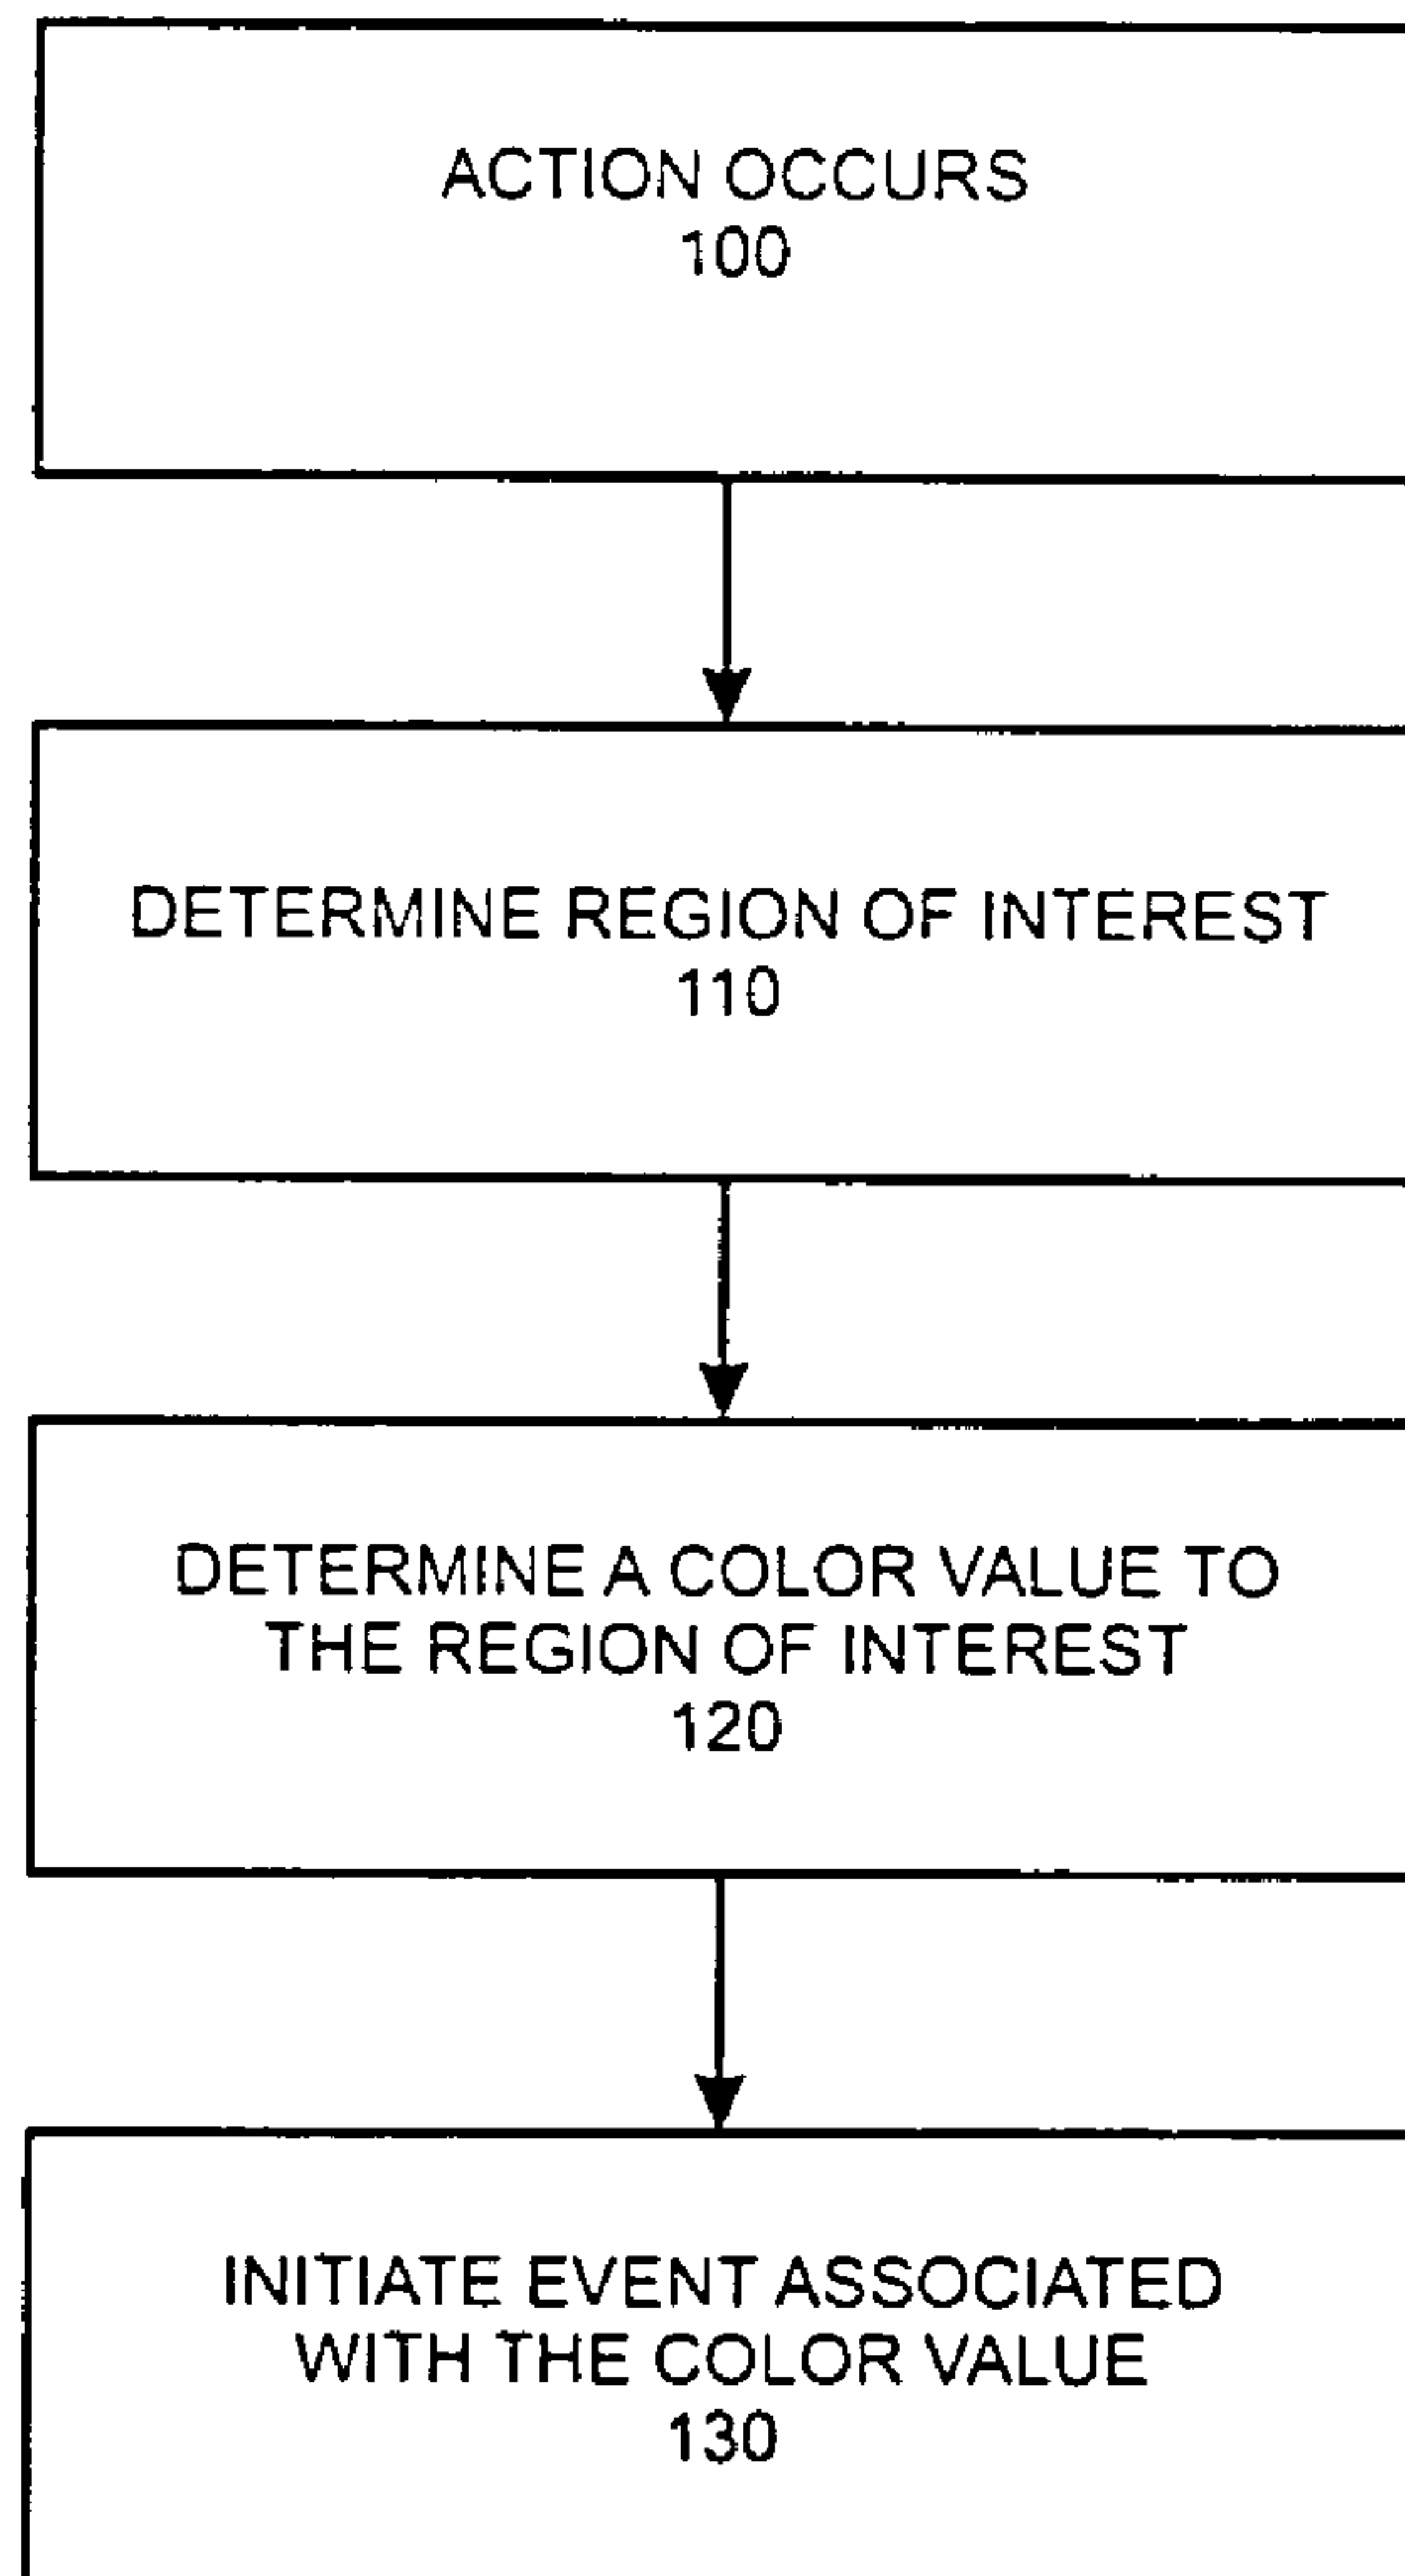 ACTION OCCURS
100
DETERMINE REGION OF INTEREST
110
DETERMINE A COLOR VALUE TO
THE REGION OF INTEREST
120
INITIATE EVENT ASSOCIATED
WITH THE COLOR VALUE
130